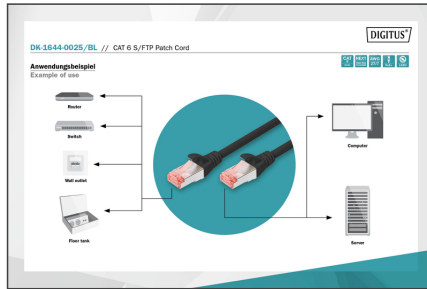 DIGITUS®
DK-1644-0025/BL // CAT 6 S/FTP Patch Cord
Anwendungsbeispiel
Example of use
Router
Switch
Wall outlet
Floor tank
Computer
Server